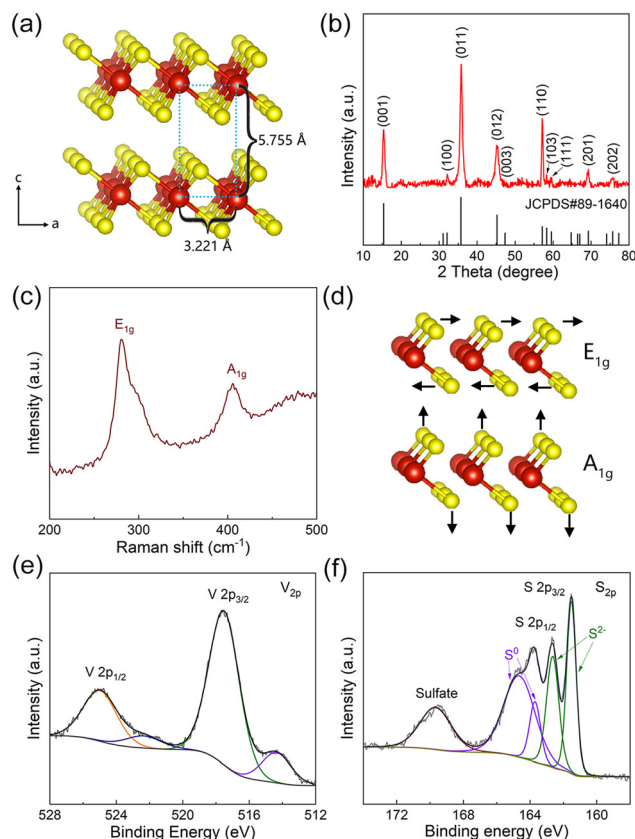 (a)
5.755 Å
3.221 Å
c
a
(b)
Intensity (a.u.)
(001)
(100)
(011)
(012)
(003)
(110)
(103)
(111)
(201)
(202)
JCPDS#89-1640
10 20 30 40 50 60 70 80
2 Theta (degree)
(c)
Intensity (a.u.)
E1g
A1g
200 300 400 500
Raman shift (cm-1)
(d)
E1g
A1g
(e)
Intensity (a.u.)
V 2p1/2
V 2p3/2
V2p
528 524 520 516 512
Binding Energy (eV)
(f)
Intensity (a.u.)
S 2p3/2
S2p
S 2p1/2
S0
S2-
Sulfate
172 168 164 160
Binding energy (eV)